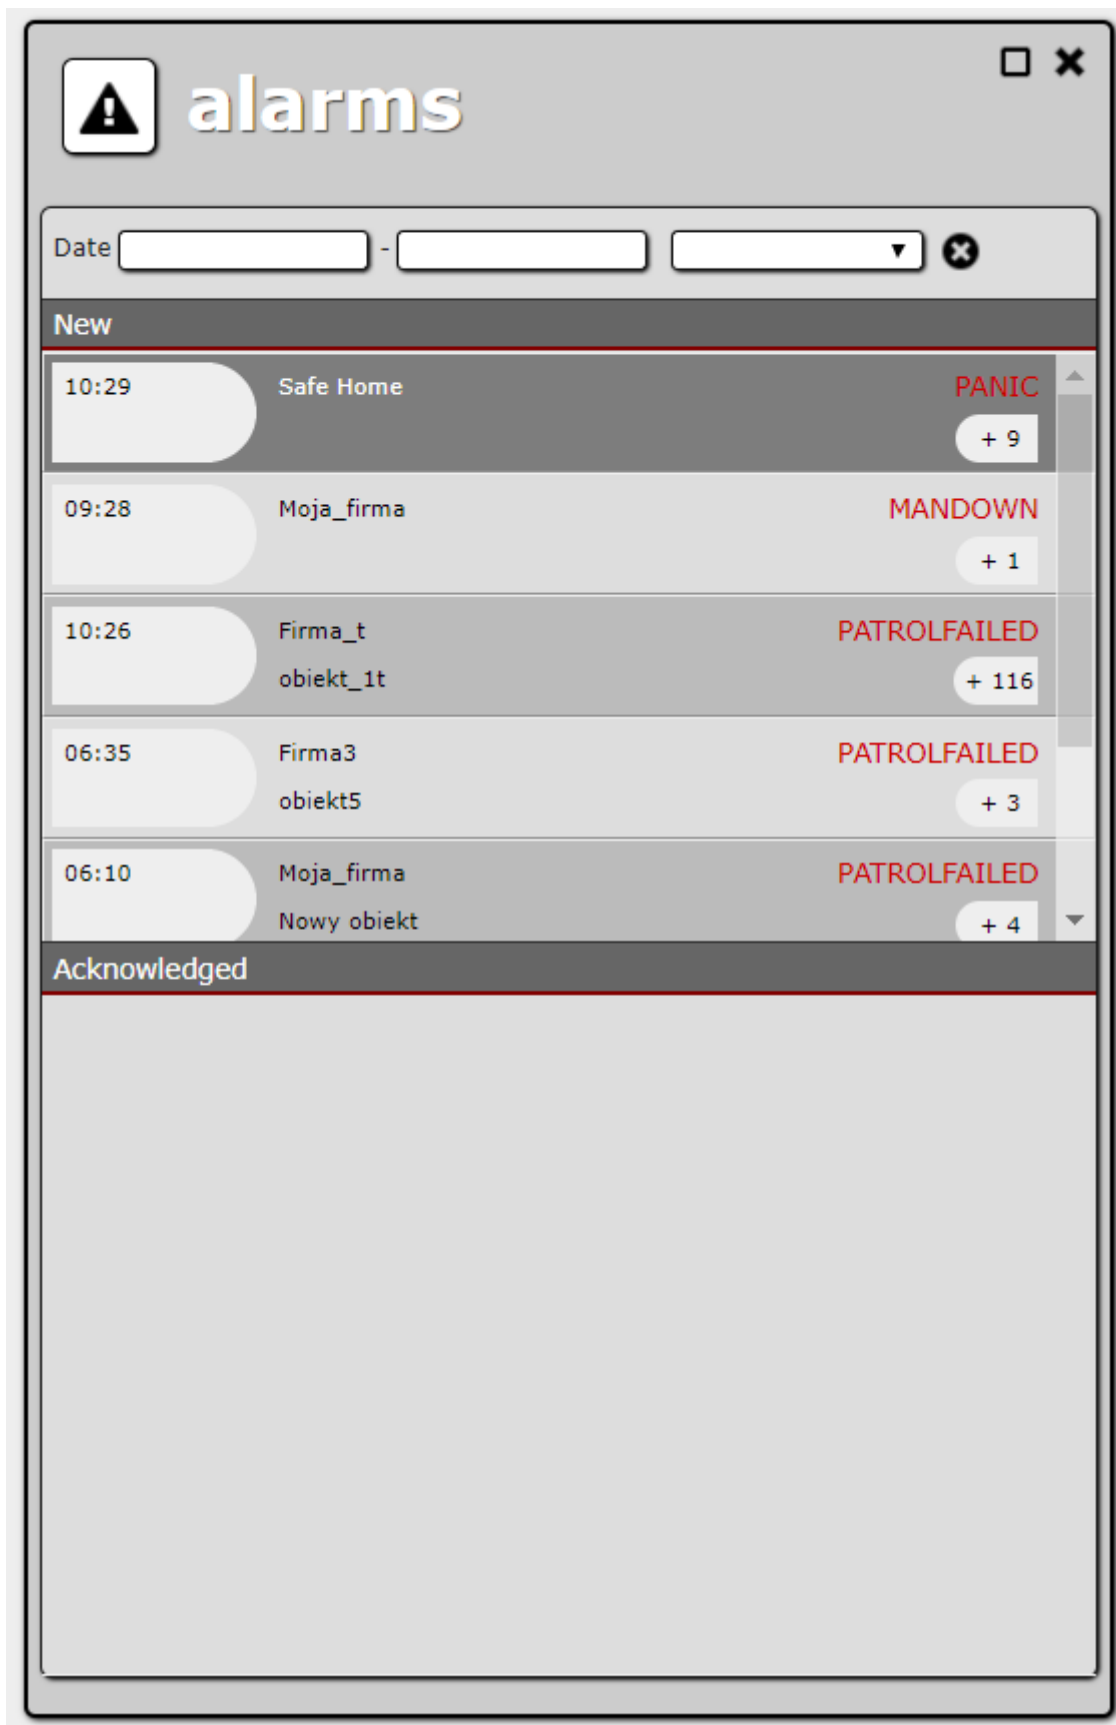 alarms
Date -
New
10:29 Safe Home PANIC
+ 9
09:28 Moja_firma MANDOWN
+ 1
10:26 Firma_t PATROLFAILED
obiekt_1t + 116
06:35 Firma3 PATROLFAILED
obiekt5 + 3
06:10 Moja_firma PATROLFAILED
Nowy obiekt + 4
Acknowledged